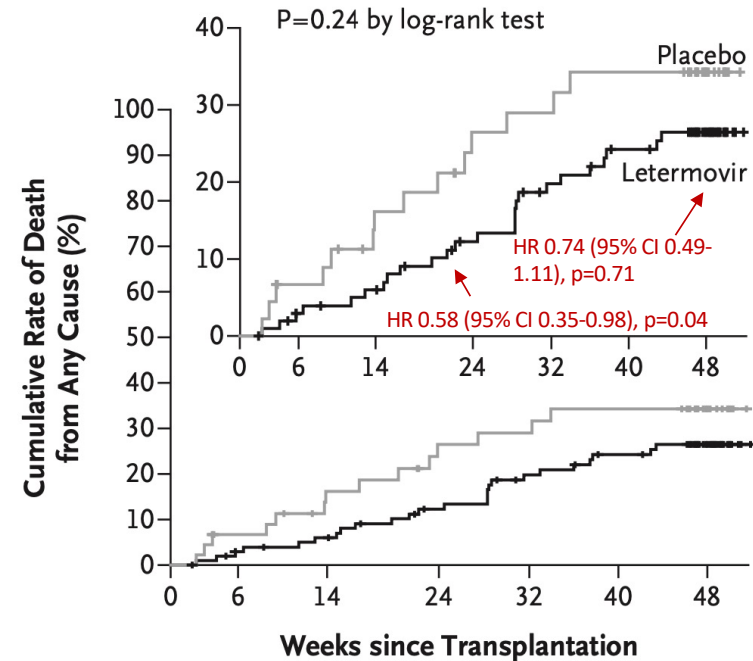 P=0.24 by log-rank test
40
30
20
10
0
Placebo
Letermovir
HR 0.74 (95% CI 0.49-
1.11), p=0.71
HR 0.58 (95% CI 0.35-0.98), p=0.04
0 6 14 24 32 40 48
Cumulative Rate of Death
from Any Cause (%)
100
90
80
70
60
50
40
30
20
10
0
0 6 14 24 32 40 48
Weeks since Transplantation